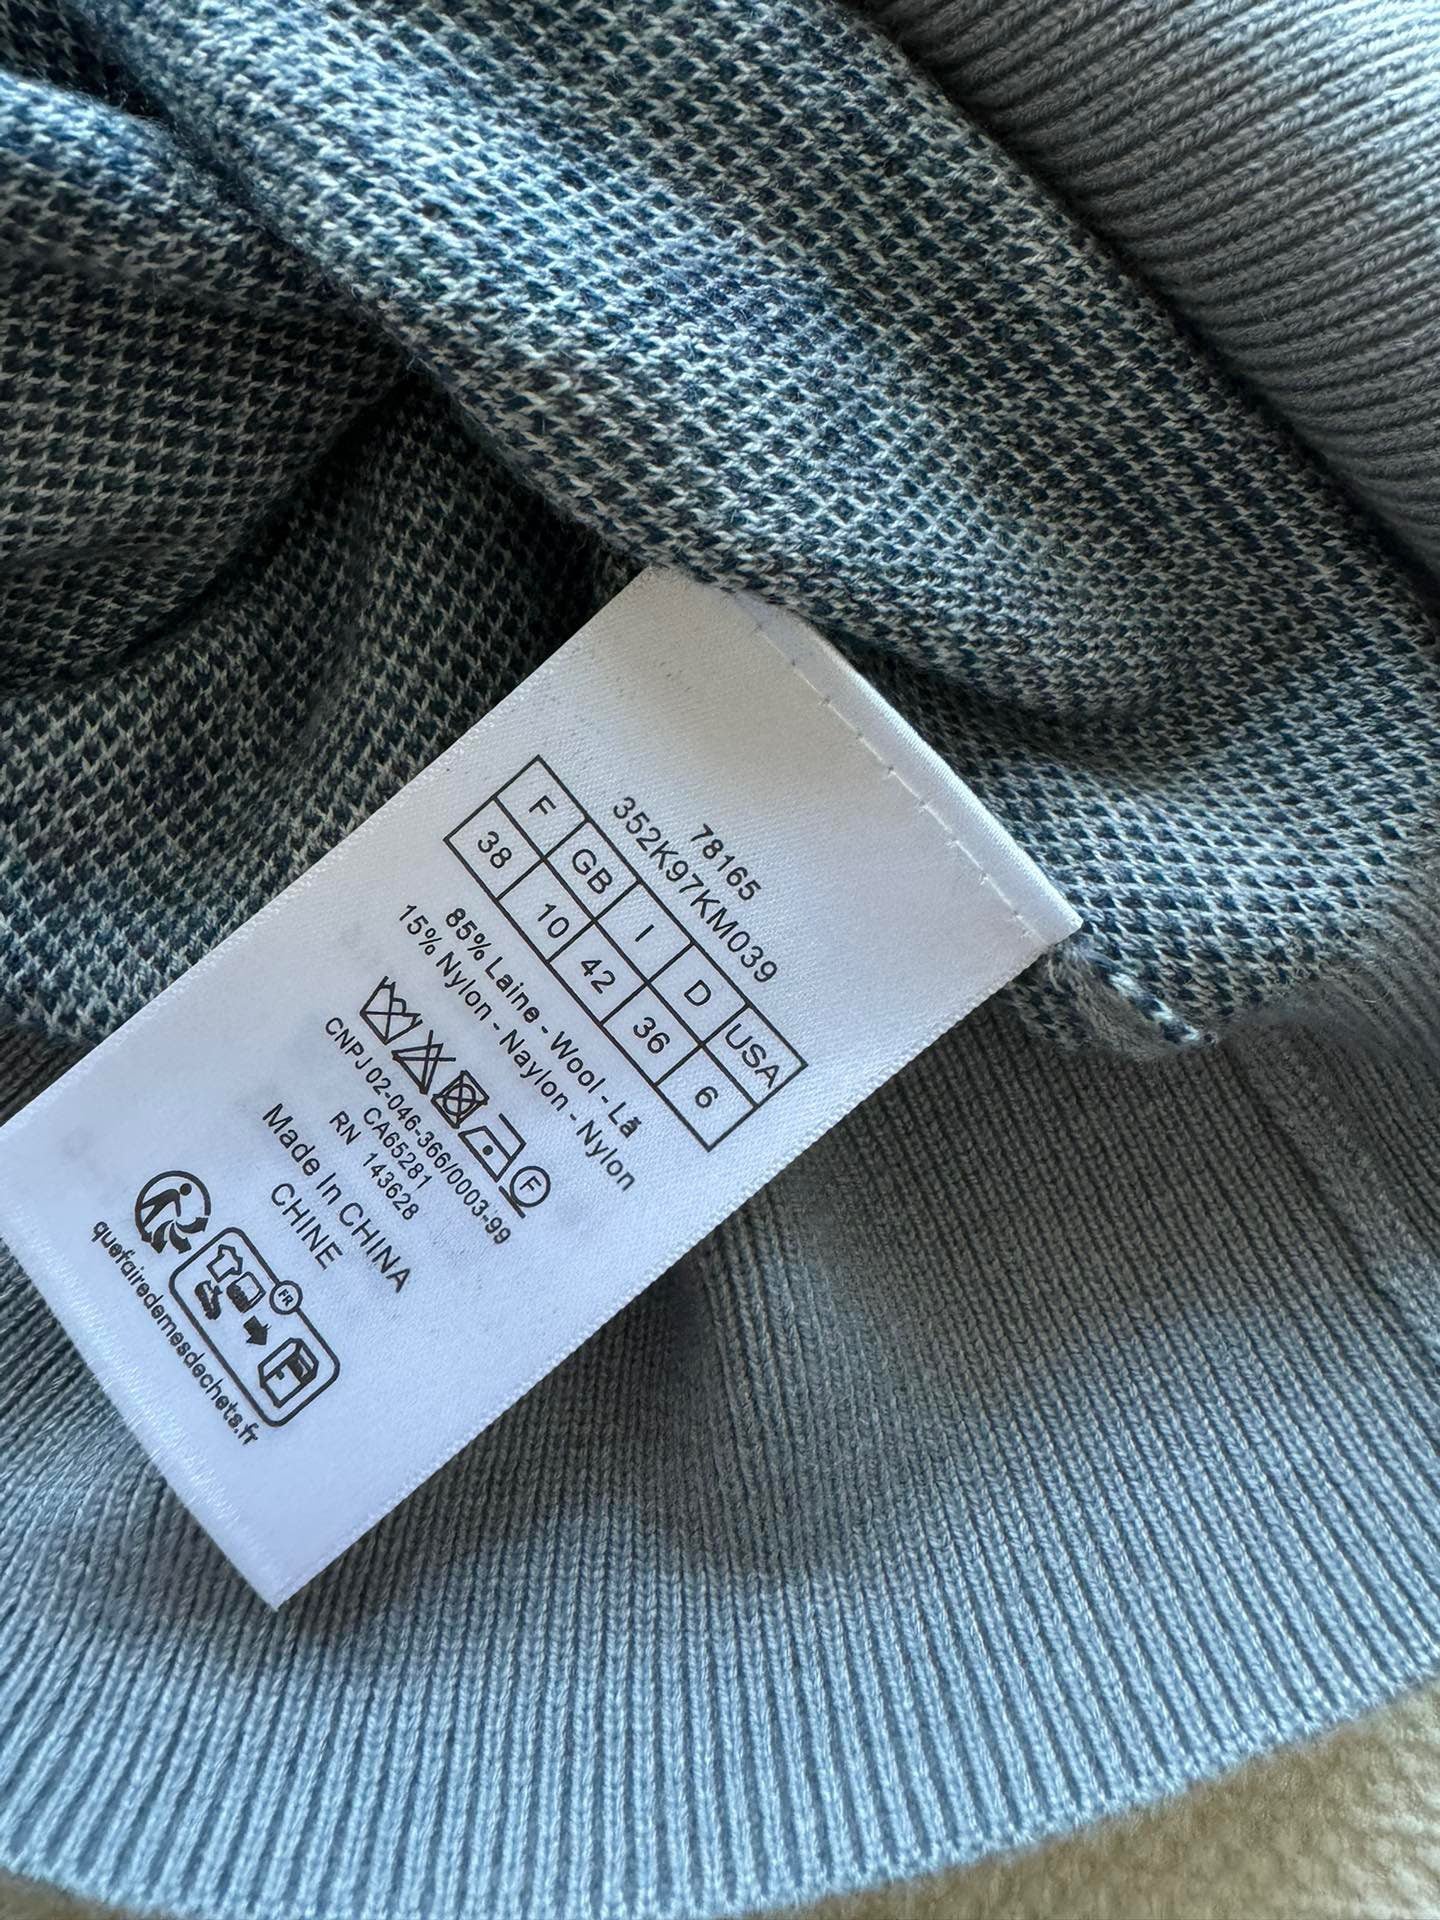 78165
352K97KM039
F GB I D USA
38 10 42 36 6
85% Laine - Wool - Lã
15% Nylon - Naylon - Nylon
F
CNPJ 02-046-366/0003-99
CA65281
RN 143628
Made In CHINA
CHINE
FR
quefairedemesdechets.fr